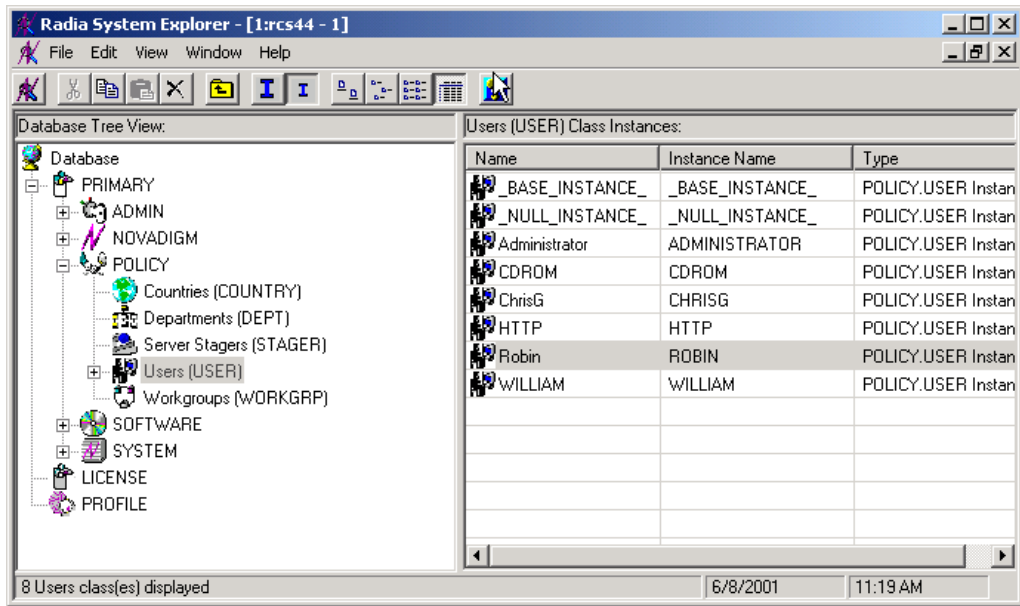 Radia System Explorer - [1:rcs44 - 1]
File Edit View Window Help
Database Tree View:
Users (USER) Class Instances:
Database
PRIMARY
ADMIN
NOVADIGM
POLICY
Countries (COUNTRY)
Departments (DEPT)
Server Stagers (STAGER)
Users (USER)
Workgroups (WORKGRP)
SOFTWARE
SYSTEM
LICENSE
PROFILE
Name Instance Name Type
_BASE_INSTANCE_ _BASE_INSTANCE_ POLICY.USER Instan
_NULL_INSTANCE_ _NULL_INSTANCE_ POLICY.USER Instan
Administrator ADMINISTRATOR POLICY.USER Instan
CDROM CDROM POLICY.USER Instan
ChrisG CHRISG POLICY.USER Instan
HTTP HTTP POLICY.USER Instan
Robin ROBIN POLICY.USER Instan
WILLIAM WILLIAM POLICY.USER Instan
8 Users class(es) displayed 6/8/2001 11:19 AM